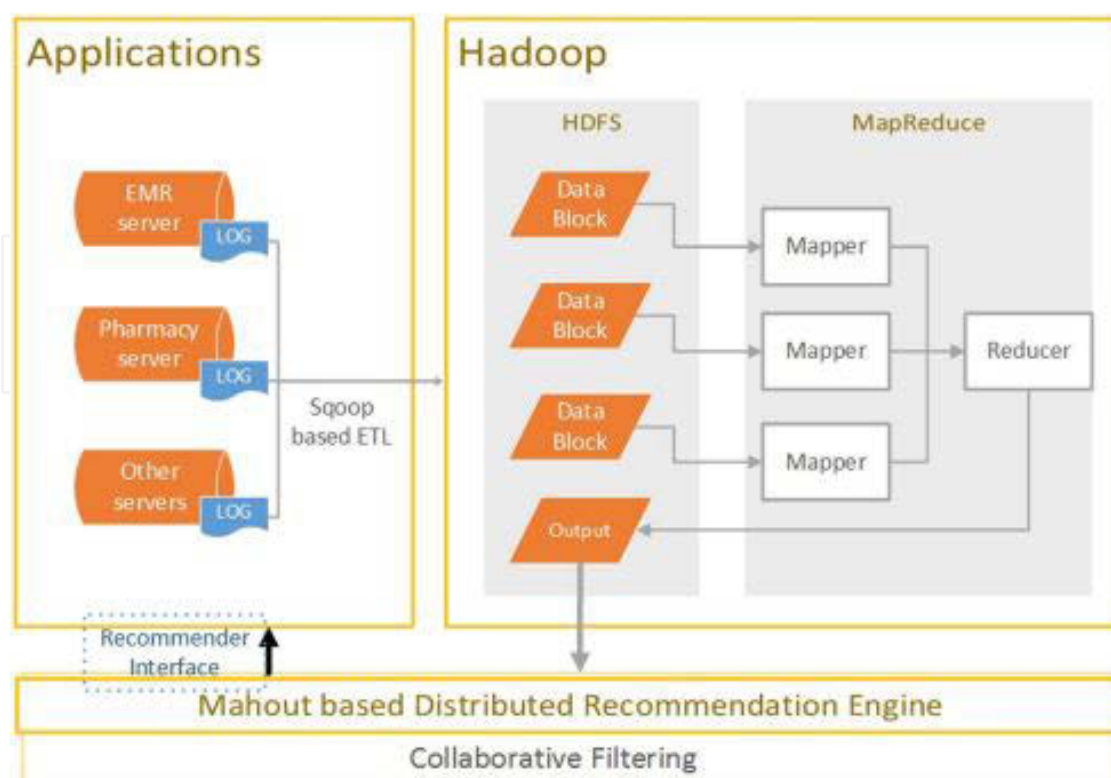 Applications
EMR
server
LOG
Pharmacy
server
LOG
Sqoop
based ETL
Other
servers
LOG
Recommender
Interface
Hadoop
HDFS
MapReduce
Data
Block
Mapper
Data
Block
Mapper
Reducer
Data
Block
Mapper
Output
Mahout based Distributed Recommendation Engine
Collaborative Filtering